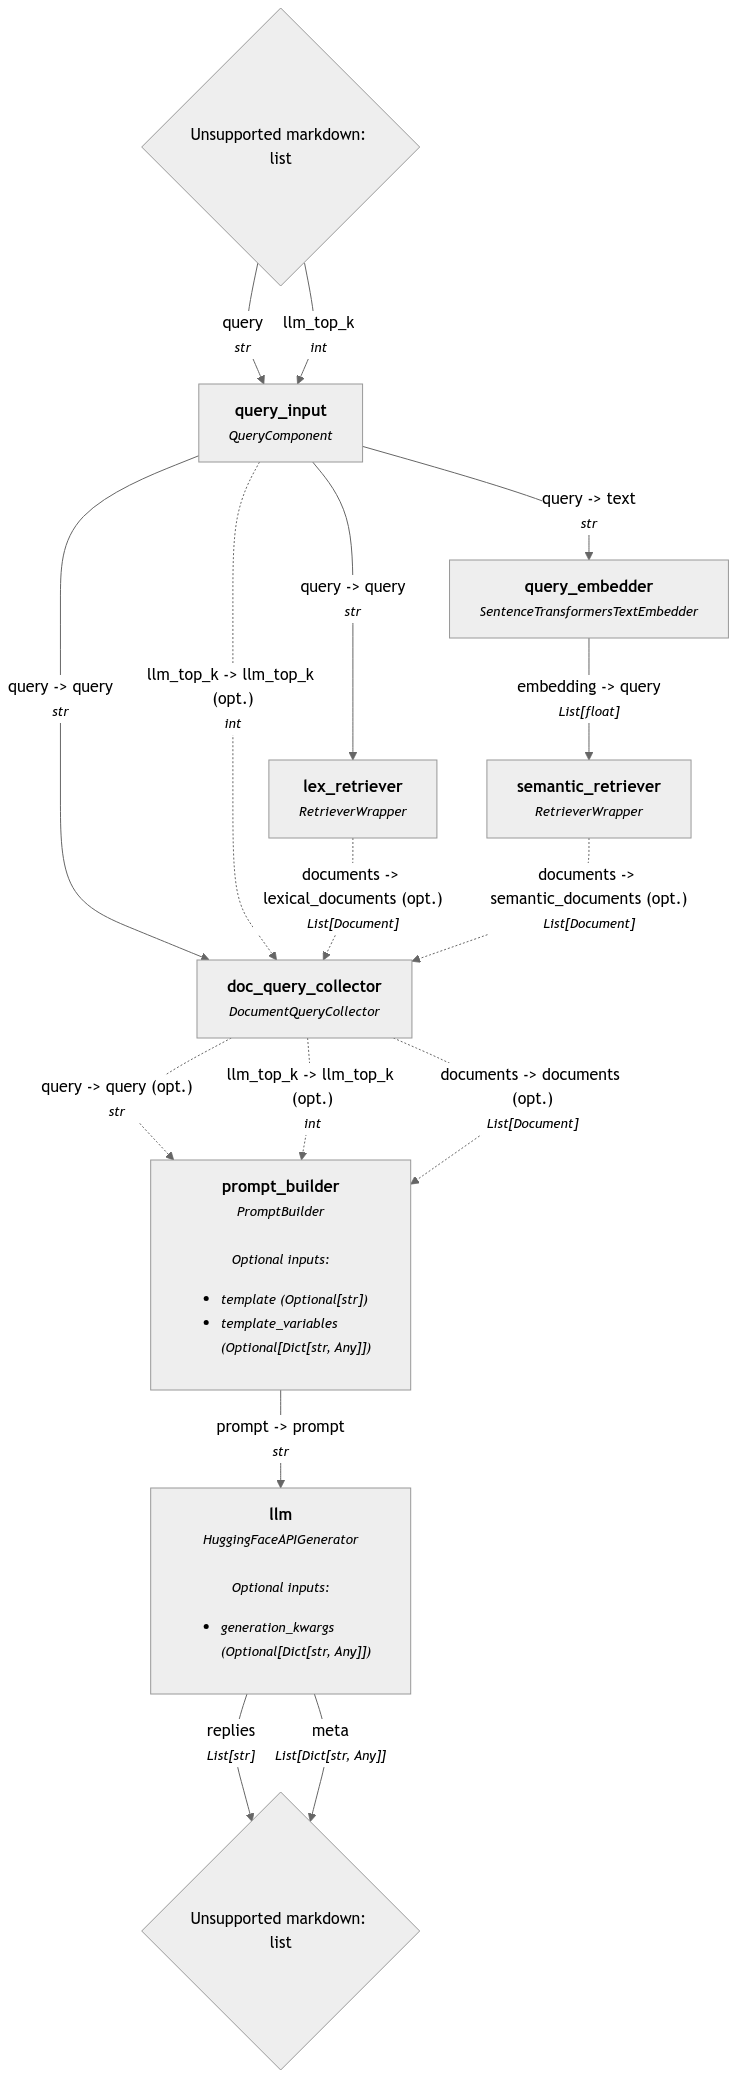 Unsupported markdown:
list
query
str
llm_top_k
int
query_input
QueryComponent
query -> text
str
query -> query
str
query_embedder
SentenceTransformersTextEmbedder
query -> query
str
llm_top_k -> llm_top_k
(opt.)
int
embedding -> query
List[float]
lex_retriever
RetrieverWrapper
semantic_retriever
RetrieverWrapper
documents ->
lexical_documents (opt.)
List[Document]
documents ->
semantic_documents (opt.)
List[Document]
doc_query_collector
DocumentQueryCollector
query -> query (opt.)
str
llm_top_k -> llm_top_k
(opt.)
int
documents -> documents
(opt.)
List[Document]
prompt_builder
PromptBuilder
Optional inputs:
• template (Optional[str])
• template_variables
(Optional[Dict[str, Any]])
prompt -> prompt
str
llm
HuggingFaceAPIGenerator
Optional inputs:
• generation_kwargs
(Optional[Dict[str, Any]])
replies
List[str]
meta
List[Dict[str, Any]]
Unsupported markdown:
list